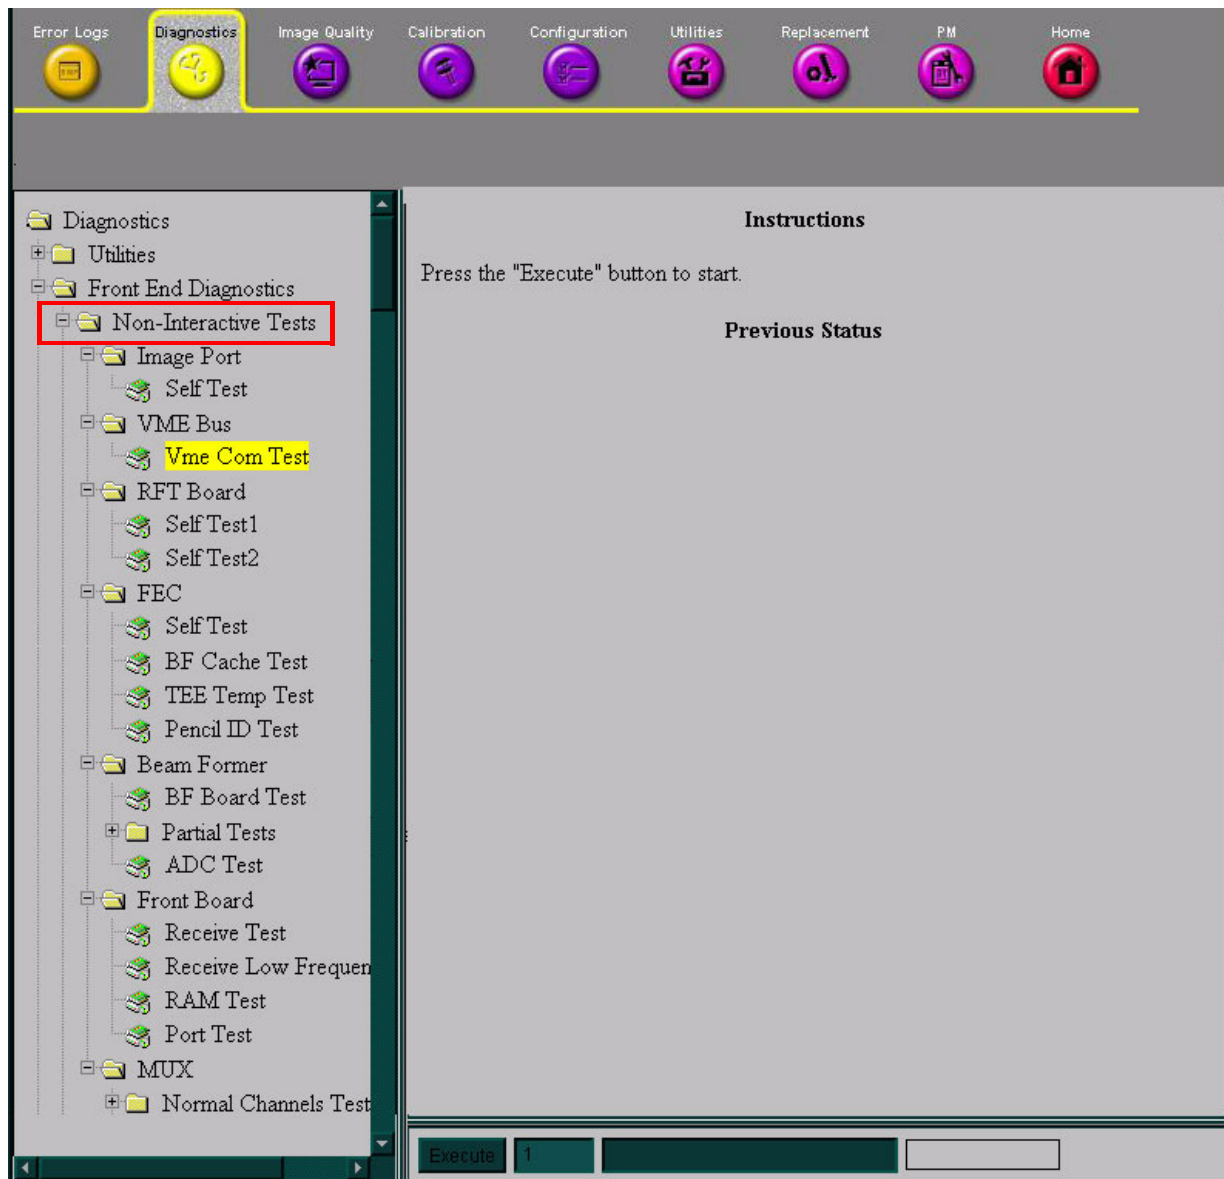 Error Logs
Diagnostics
Image Quality
Calibration
Configuration
Utilities
Replacement
PM
Home
Diagnostics
Utilities
Front End Diagnostics
Non-Interactive Tests
Image Port
Self Test
VME Bus
Vme Com Test
RFT Board
Self Test1
Self Test2
FEC
Self Test
BF Cache Test
TEE Temp Test
Pencil ID Test
Beam Former
BF Board Test
Partial Tests
ADC Test
Front Board
Receive Test
Receive Low Frequen
RAM Test
Port Test
MUX
Normal Channels Test
Instructions
Press the "Execute" button to start.
Previous Status
Execute
1